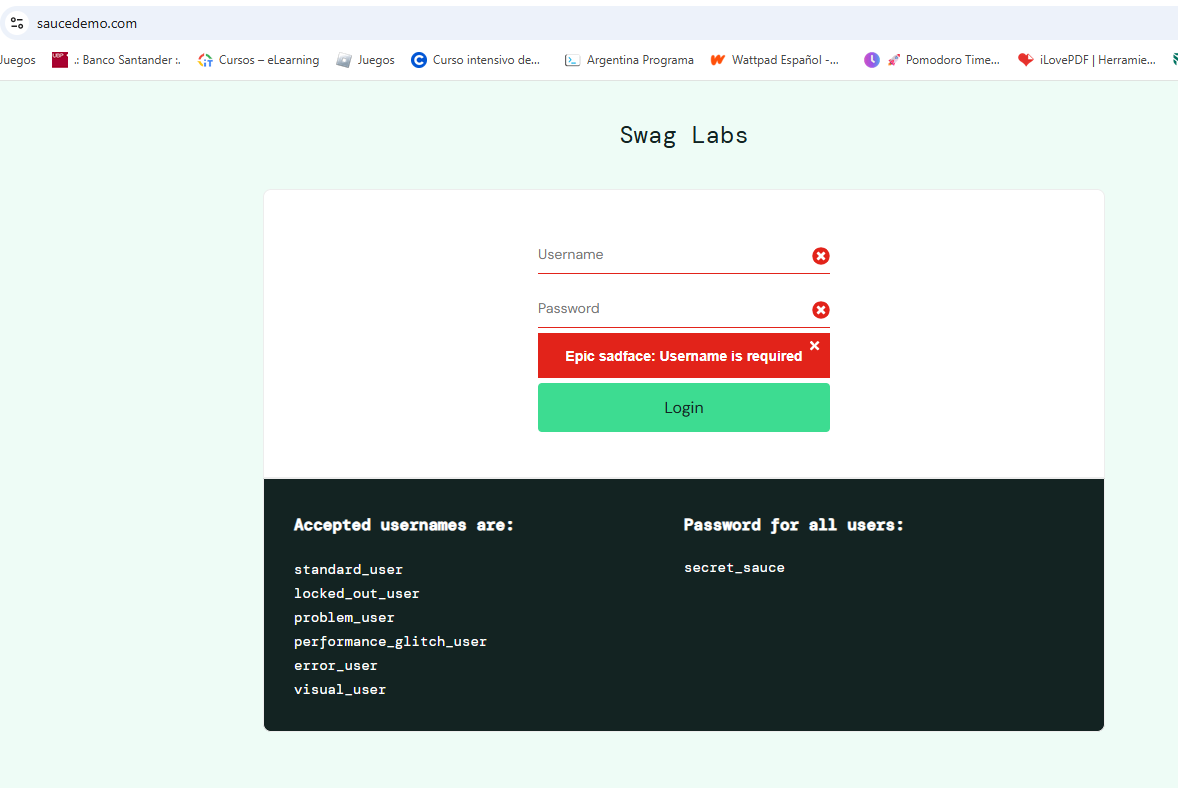 saucedemo.com
Juegos
.: Banco Santander :.
Cursos – eLearning
Juegos
Curso intensivo de...
Argentina Programa
Wattpad Español -...
Pomodoro Time...
iLovePDF | Herramie...
Swag Labs
Username
Password
Epic sadface: Username is required
Login
Accepted usernames are:
standard_user
locked_out_user
problem_user
performance_glitch_user
error_user
visual_user
Password for all users:
secret_sauce